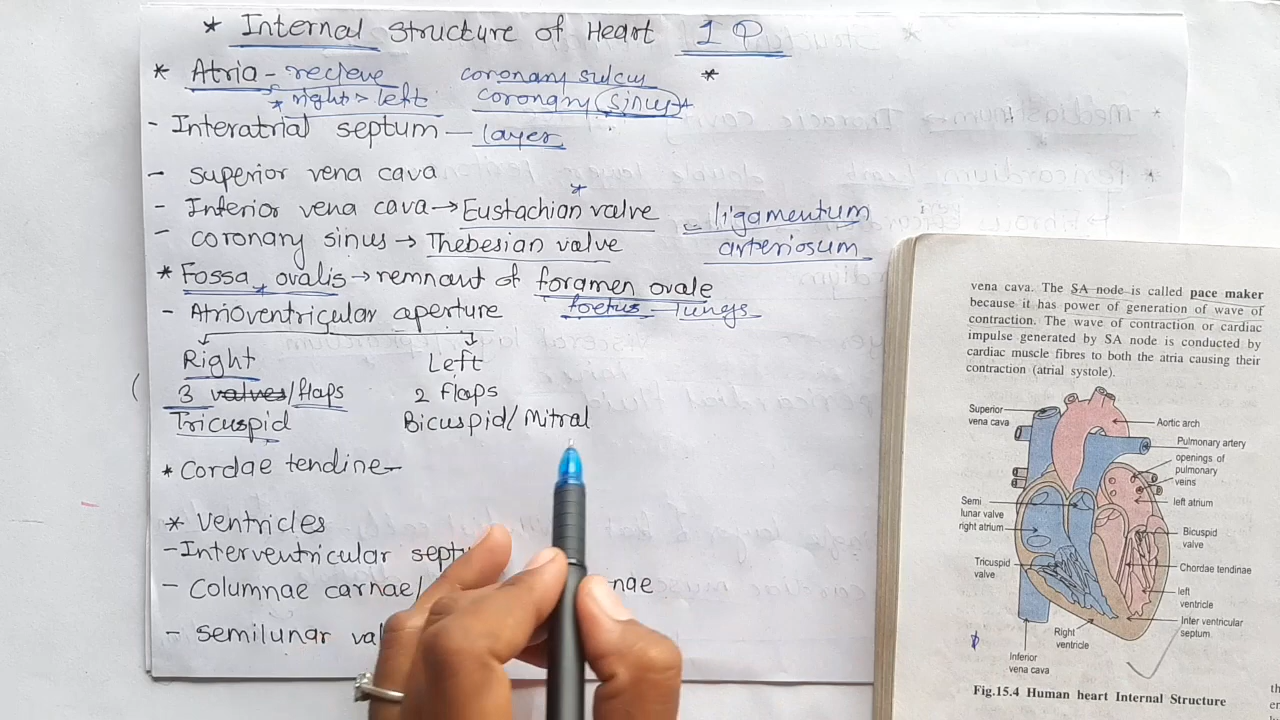 * Internal Structure of Heart 1 Q
* Atria - recieve coronary sulcus *
* right > left coronary sinus *
- Interatrial septum — layer
- superior vena cava
- Inferior vena cava → Eustachian valve
ligamentum
- coronary sinus → Thebesian valve
arteriosum
* Fossa ovalis → remnant of foramen ovale
- Atrioventricular aperture foetus - lungs
Right Left
3 valves/flaps 2 flaps
Tricuspid Bicuspid/Mitral
* Cordae tendine -
* Ventricles
- Interventricular
- Columnae carnae/
- semilunar
vena cava. The SA node is called pace maker
because it has power of generation of wave of
contraction. The wave of contraction or cardiac
impulse generated by SA node is conducted by
cardiac muscle fibres to both the atria causing their
contraction (atrial systole).
Superior
vena cava
Aortic arch
Pulmonary artery
openings of
pulmonary
veins
Semi
lunar valve
right atrium
left atrium
Bicuspid
valve
Tricuspid
valve
Chordae tendinae
left
ventricle
Inter ventricular
septum
Right
ventricle
Inferior
vena cava
Fig.15.4 Human heart Internal Structure